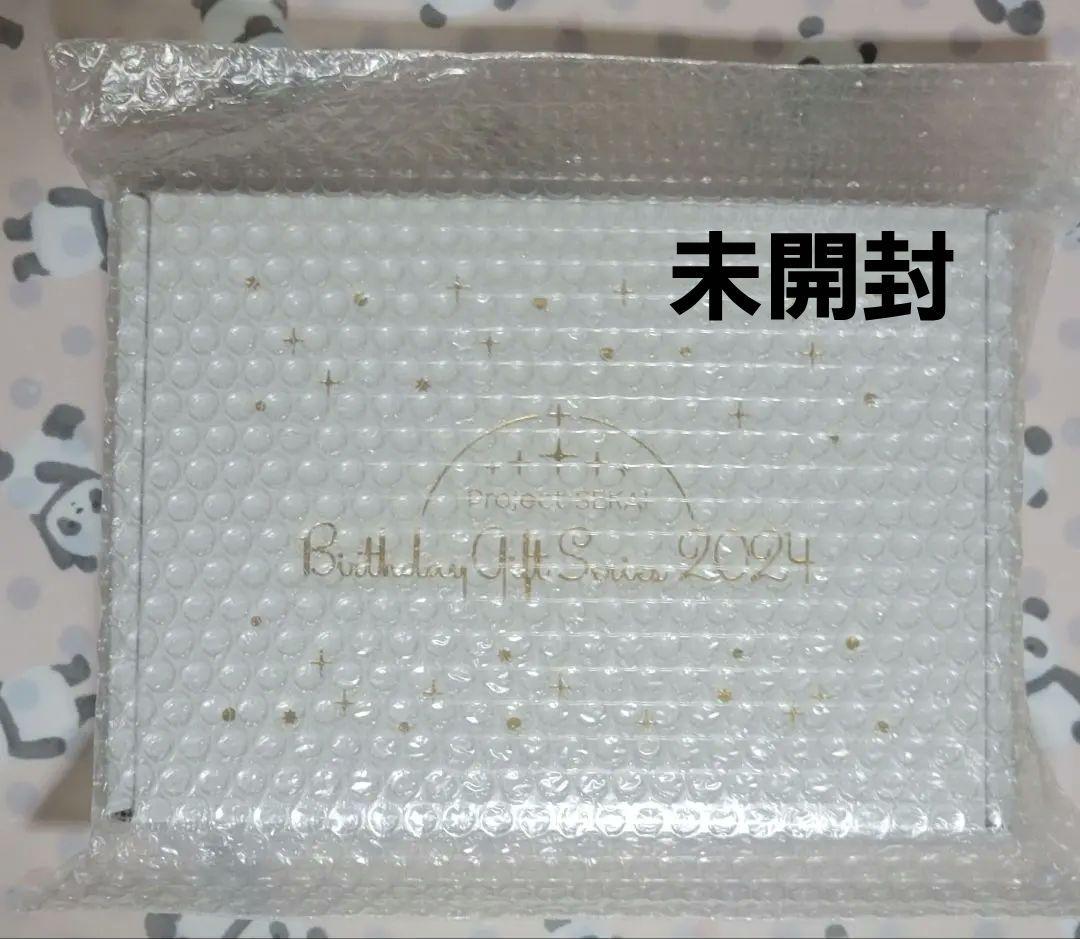 未開封
Project SEKAI
Birthday Gift Series 2024